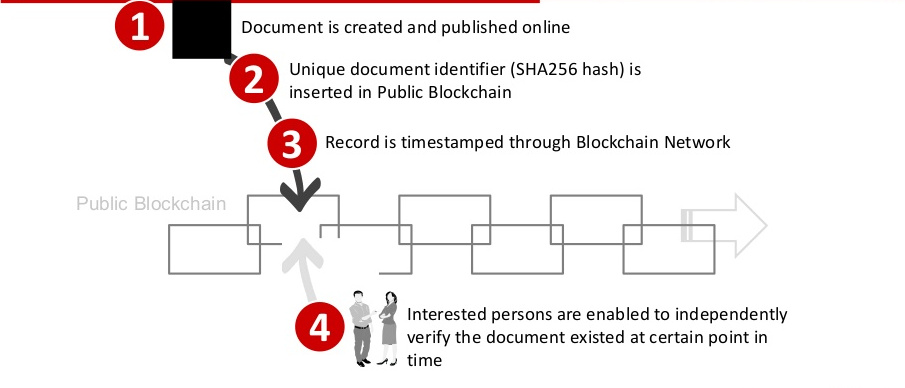 1
Document is created and published online
2
Unique document identifier (SHA256 hash) is
inserted in Public Blockchain
3
Record is timestamped through Blockchain Network
Public Blockchain
4
Interested persons are enabled to independently
verify the document existed at certain point in
time